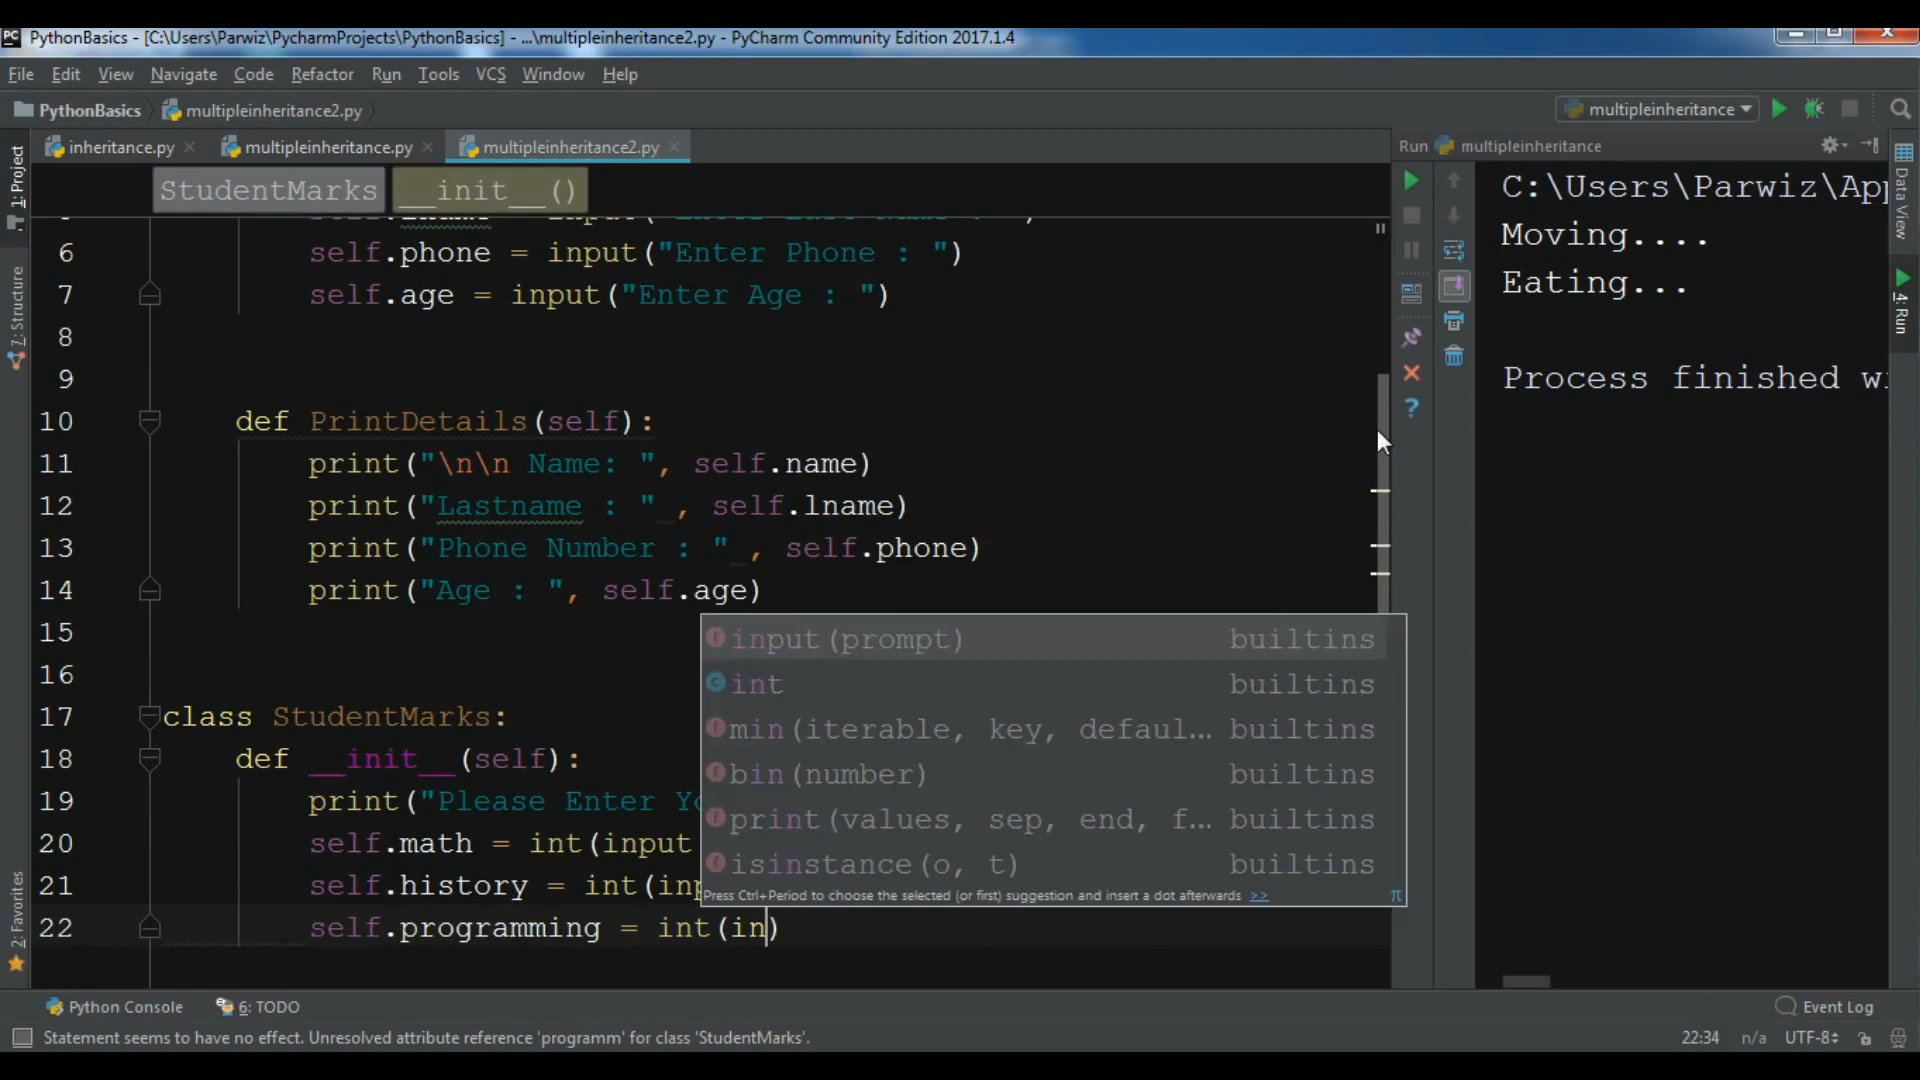 PythonBasics - [C:\Users\Parwiz\PycharmProjects\PythonBasics] - ...\multipleinheritance2.py - PyCharm Community Edition 2017.1.4
File Edit View Navigate Code Refactor Run Tools VCS Window Help
PythonBasics multipleinheritance2.py multipleinheritance
inheritance.py multipleinheritance.py multipleinheritance2.py
Run multipleinheritance
StudentMarks __init__()
6 self.phone = input("Enter Phone : ")
7 self.age = input("Enter Age : ")
8
9
10 def PrintDetails(self):
11 print("\n\n Name: ", self.name)
12 print("Lastname : " , self.lname)
13 print("Phone Number : " , self.phone)
14 print("Age : ", self.age)
15
16
17 class StudentMarks:
18 def __init__(self):
19 print("Please Enter Yo
20 self.math = int(input
21 self.history = int(inp
22 self.programming = int(in)
input(prompt) builtins
int builtins
min(iterable, key, defaul... builtins
bin(number) builtins
print(values, sep, end, f... builtins
isinstance(o, t) builtins
Press Ctrl+Period to choose the selected (or first) suggestion and insert a dot afterwards >> π
C:\Users\Parwiz\App
Moving....
Eating...
Process finished wi
1: Project
7: Structure
2: Favorites
Data View
4: Run
Python Console 6: TODO Event Log
Statement seems to have no effect. Unresolved attribute reference 'programm' for class 'StudentMarks'. 22:34 n/a UTF-8